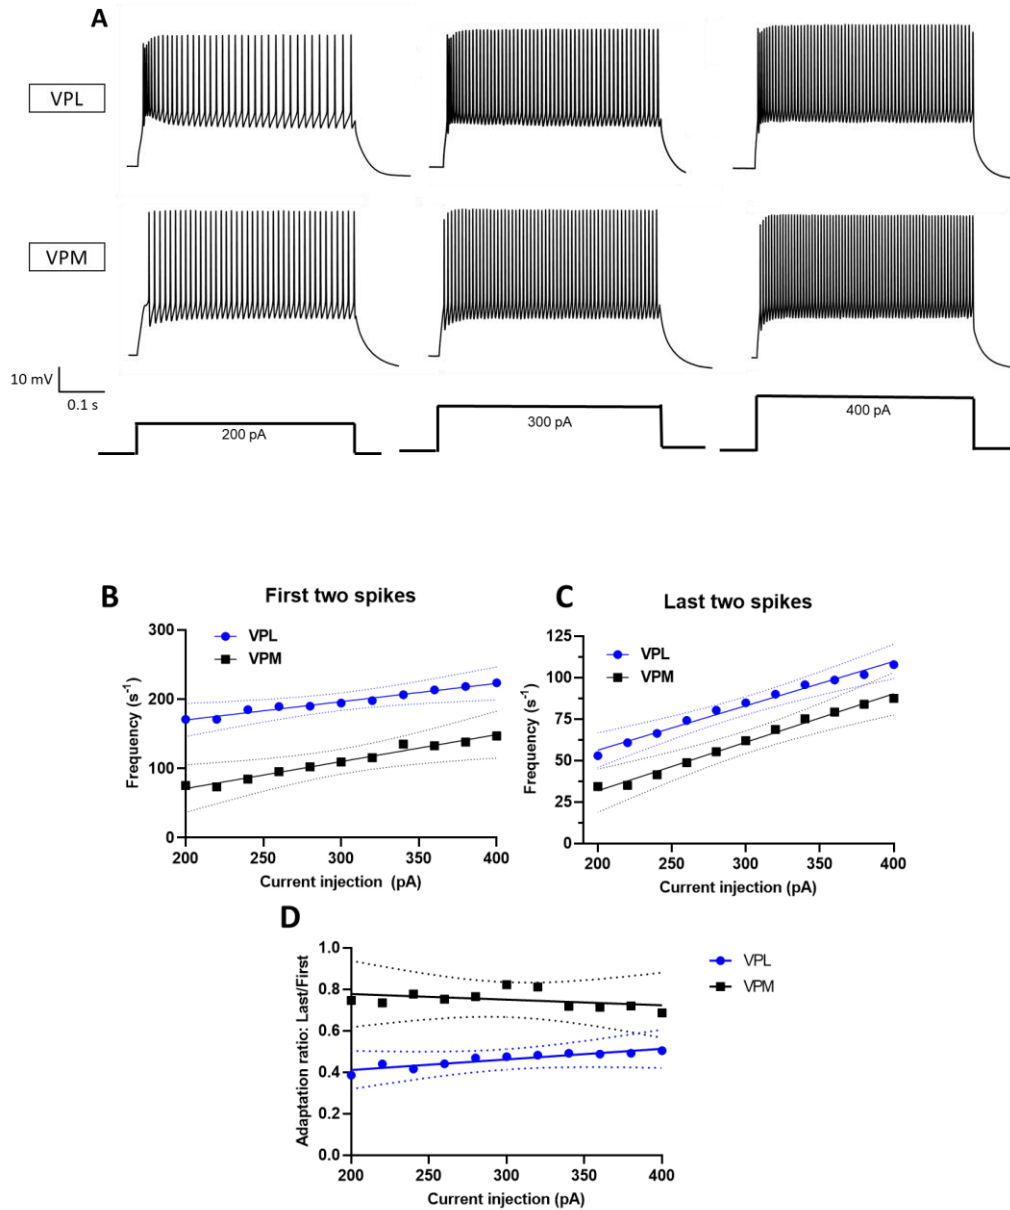 A
VPL
VPM
10 mV
0.1 s
200 pA
300 pA
400 pA
B
First two spikes
VPL
VPM
Frequency (s⁻¹)
300
200
100
0
200
250
300
350
400
Current injection (pA)
C
Last two spikes
VPL
VPM
Frequency (s⁻¹)
125
100
75
50
25
0
200
250
300
350
400
Current injection (pA)
D
VPL
VPM
Adaptation ratio: Last/First
1.0
0.8
0.6
0.4
0.2
0.0
200
250
300
350
400
Current injection (pA)